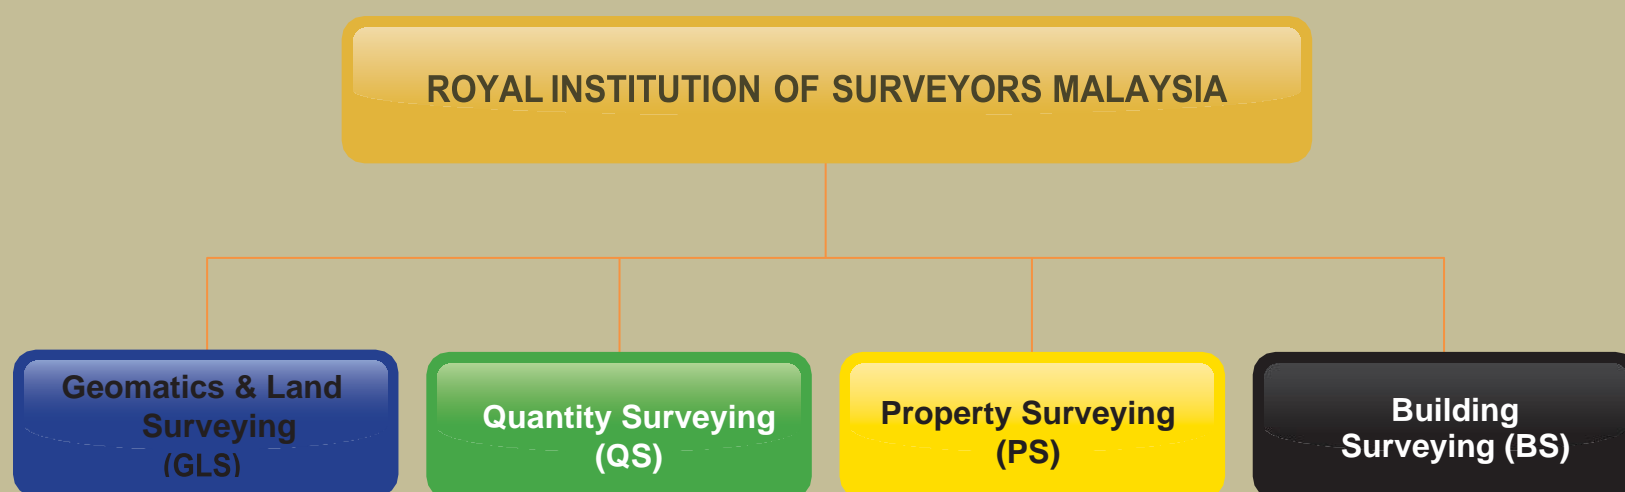 ROYAL INSTITUTION OF SURVEYORS MALAYSIA
Geomatics & Land
Surveying
(GLS)
Quantity Surveying
(QS)
Property Surveying
(PS)
Building
Surveying (BS)